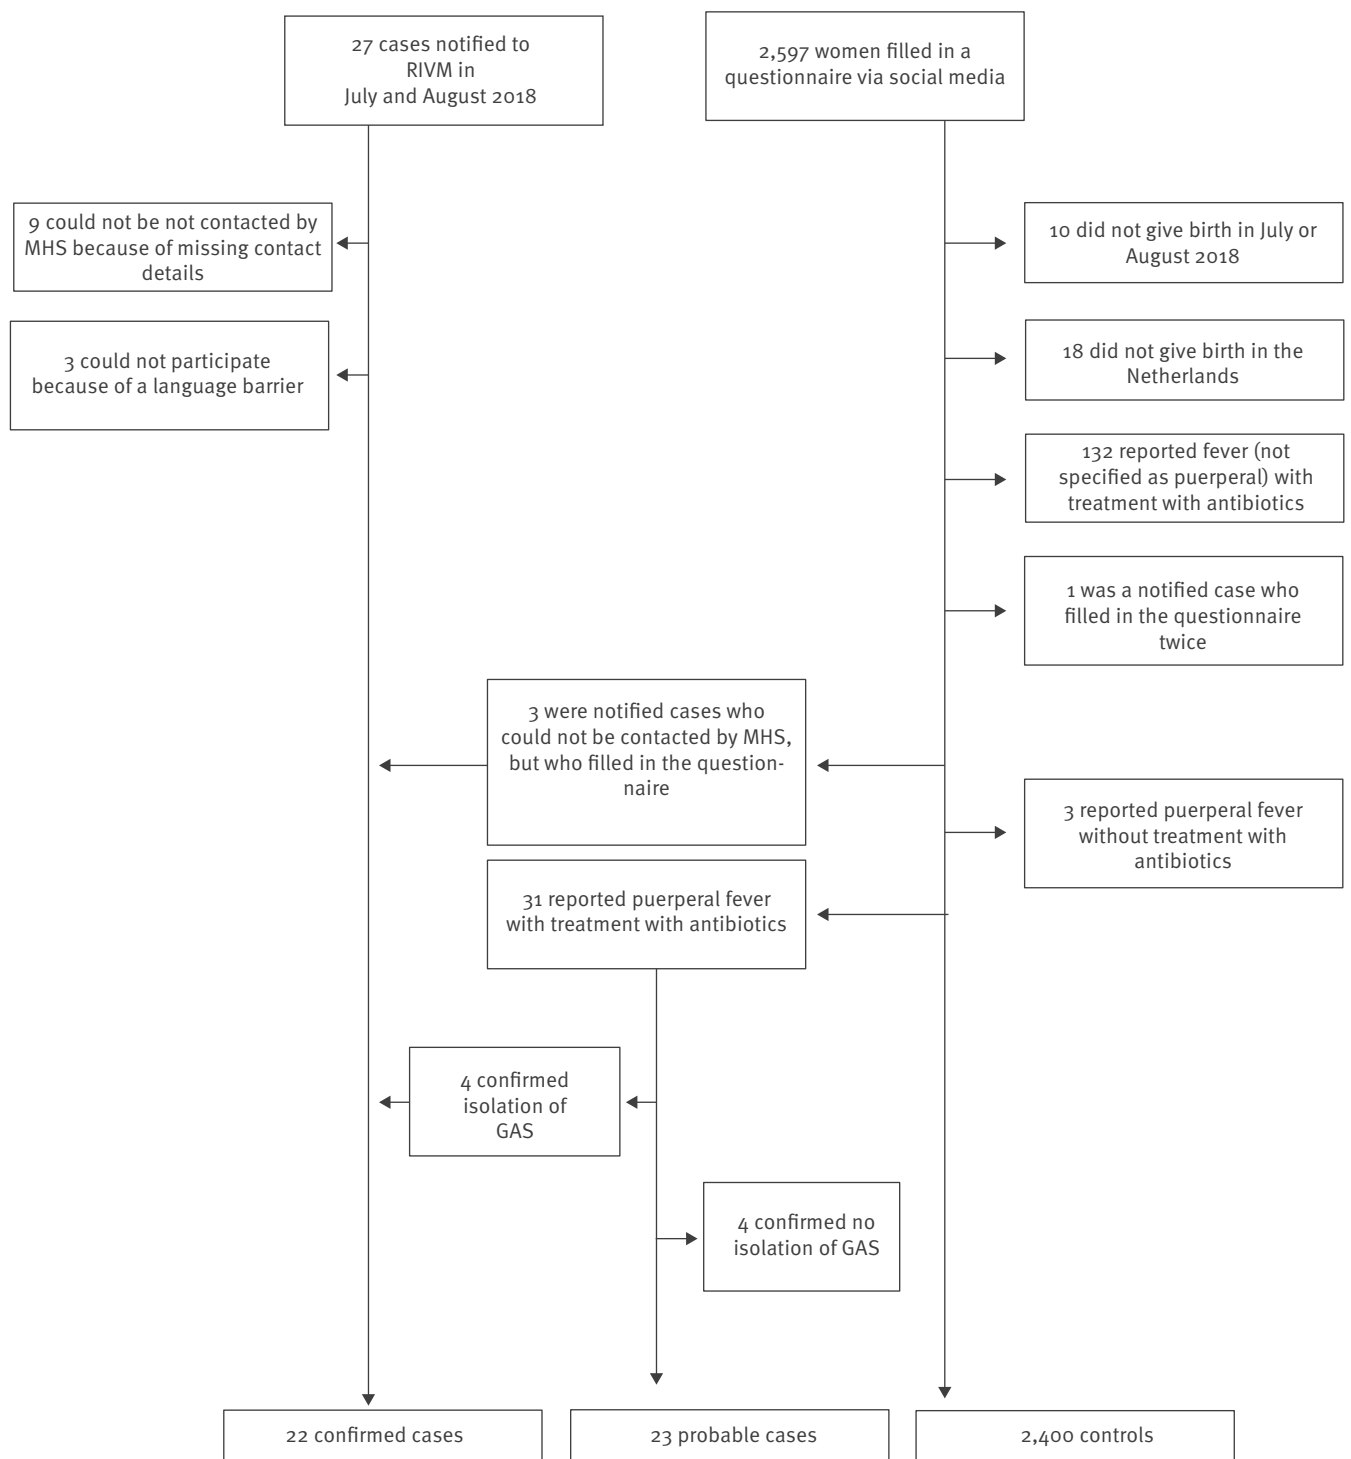 27 cases notified to
RIVM in
July and August 2018
2,597 women filled in a
questionnaire via social media
9 could not be not contacted by
MHS because of missing contact
details
10 did not give birth in July or
August 2018
3 could not participate
because of a language barrier
18 did not give birth in the
Netherlands
132 reported fever (not
specified as puerperal) with
treatment with antibiotics
1 was a notified case who
filled in the questionnaire
twice
3 were notified cases who
could not be contacted by MHS,
but who filled in the question-
naire
3 reported puerperal fever
without treatment with
antibiotics
31 reported puerperal fever
with treatment with antibiotics
4 confirmed
isolation of
GAS
4 confirmed no
isolation of GAS
22 confirmed cases
23 probable cases
2,400 controls